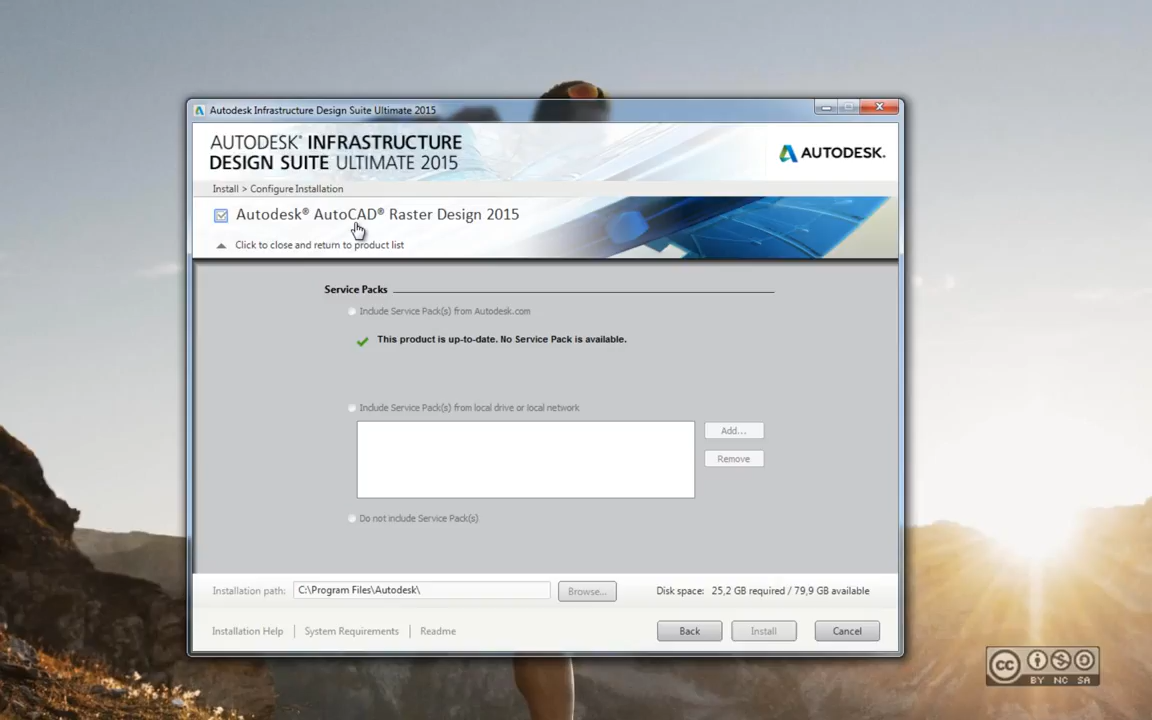 Autodesk Infrastructure Design Suite Ultimate 2015
AUTODESK® INFRASTRUCTURE
DESIGN SUITE ULTIMATE 2015
AUTODESK.
Install > Configure Installation
Autodesk® AutoCAD® Raster Design 2015
Click to close and return to product list
Service Packs
Include Service Pack(s) from Autodesk.com
This product is up-to-date. No Service Pack is available.
Include Service Pack(s) from local drive or local network
Add...
Remove
Do not include Service Pack(s)
Installation path: C:\Program Files\Autodesk\ Browse... Disk space: 25,2 GB required / 79,9 GB available
Installation Help System Requirements Readme Back Install Cancel
cc
BY NC SA